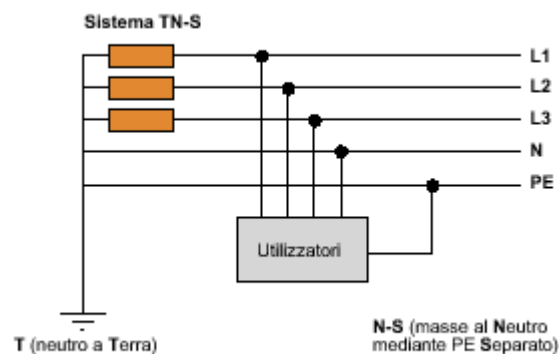 Sistema TN-S
L1
L2
L3
N
PE
Utilizzatori
T (neutro a Terra)
N-S (masse al Neutro
mediante PE Separato)